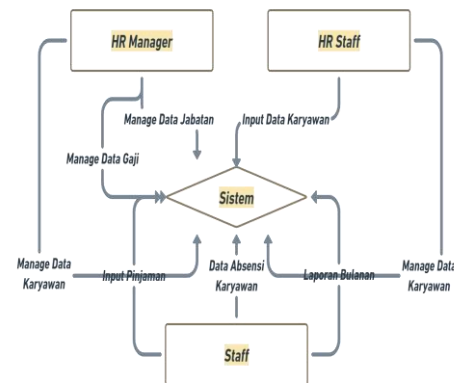 HR Manager
HR Staff
Manage Data Jabatan
Input Data Karyawan
Manage Data Gaji
Sistem
Manage Data
Karyawan
Input Pinjaman
Data Absensi
Karyawan
Laporan Bulanan
Manage Data
Karyawan
Staff